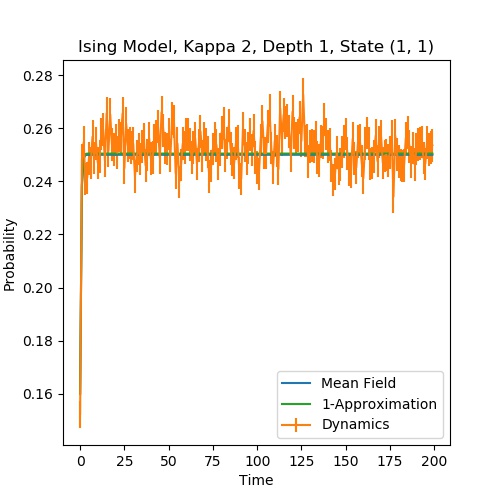 Ising Model, Kappa 2, Depth 1, State (1, 1)
0.28
0.26
0.24
0.22
0.20
0.18
0.16
Probability
0 25 50 75 100 125 150 175 200
Time
Mean Field
1-Approximation
Dynamics